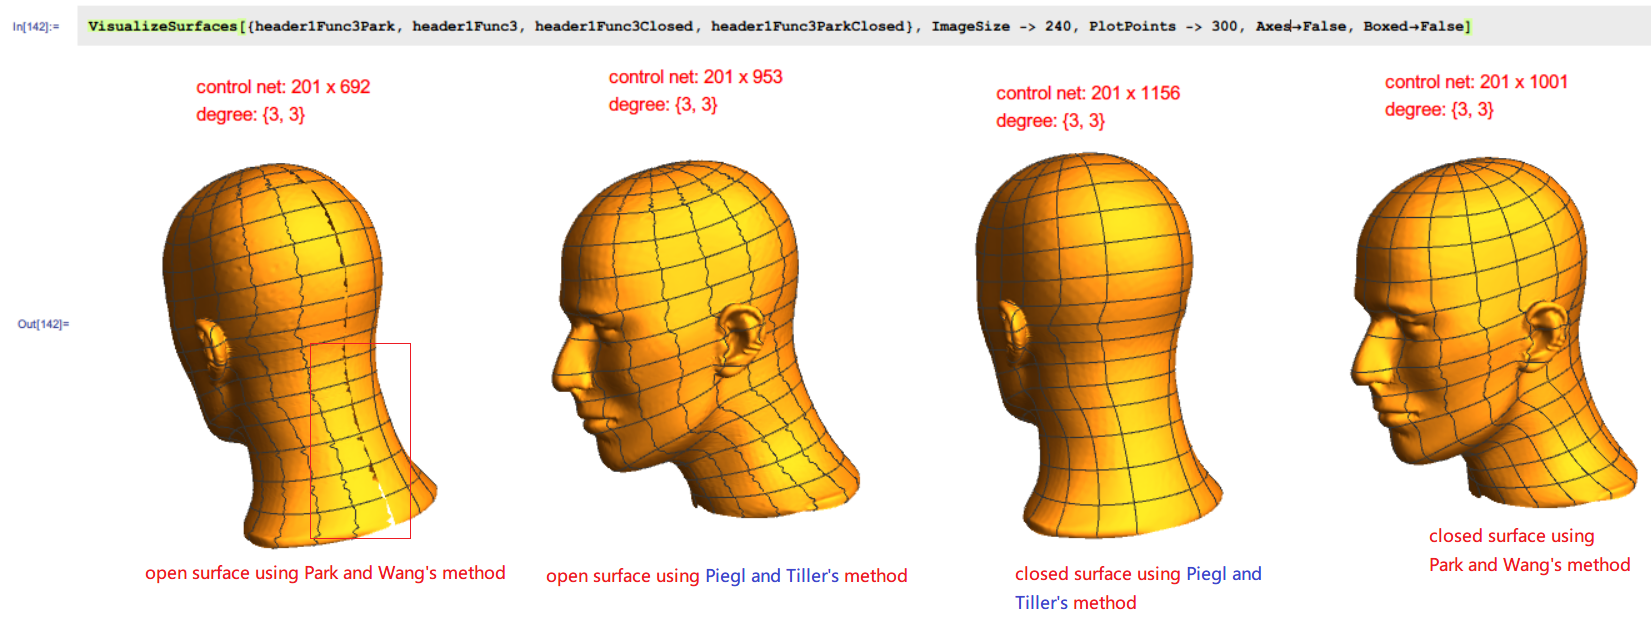 In[142]:= VisualizeSurfaces[{header1Func3Park, header1Func3, header1Func3Closed, header1Func3ParkClosed}, ImageSize -> 240, PlotPoints -> 300, Axes→False, Boxed→False]
control net: 201 x 692
degree: {3, 3}
control net: 201 x 953
degree: {3, 3}
control net: 201 x 1156
degree: {3, 3}
control net: 201 x 1001
degree: {3, 3}
Out[142]=
open surface using Park and Wang's method
open surface using Piegl and Tiller's method
closed surface using Piegl and
Tiller's method
closed surface using
Park and Wang's method